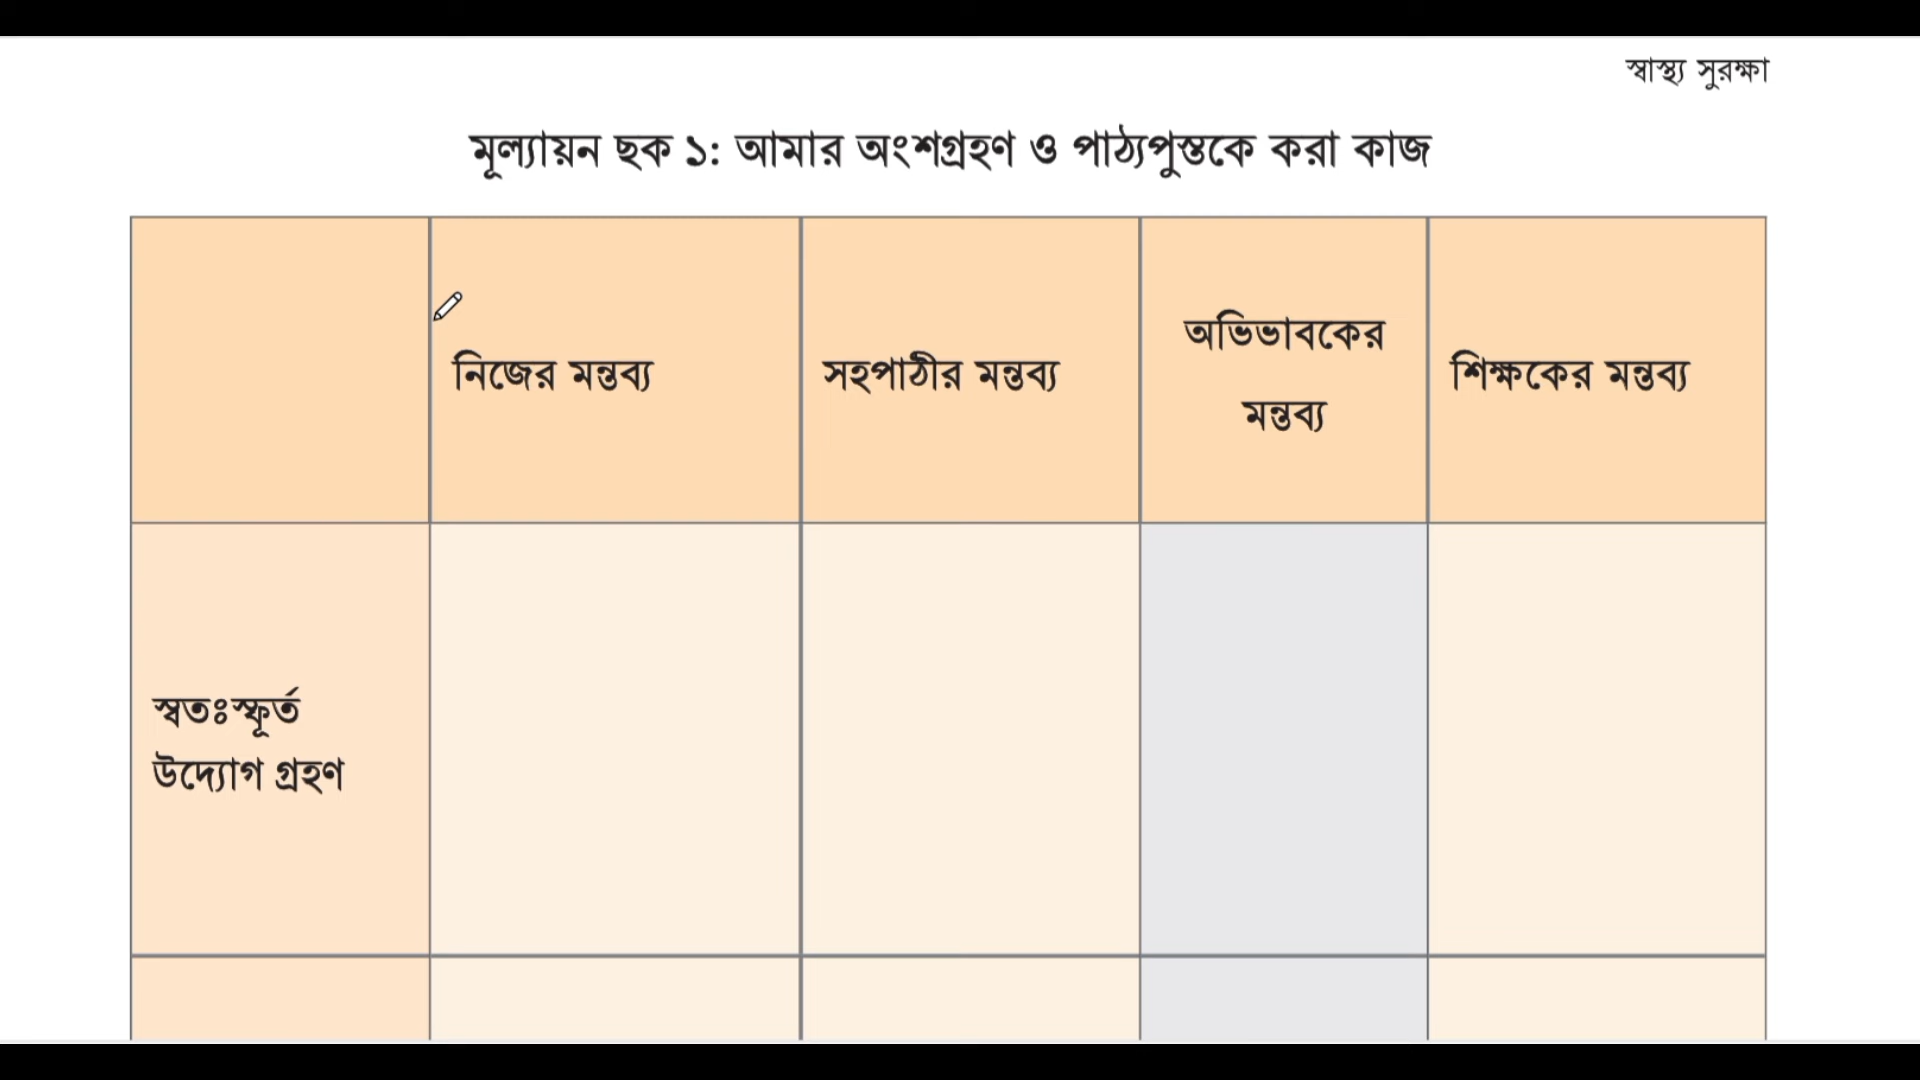 স্বাস্থ্য সুরক্ষা
মূল্যায়ন ছক ১: আমার অংশগ্রহণ ও পাঠ্যপুস্তকে করা কাজ
নিজের মন্তব্য
সহপাঠীর মন্তব্য
অভিভাবকের
মন্তব্য
শিক্ষকের মন্তব্য
স্বতঃস্ফূর্ত
উদ্যোগ গ্রহণ